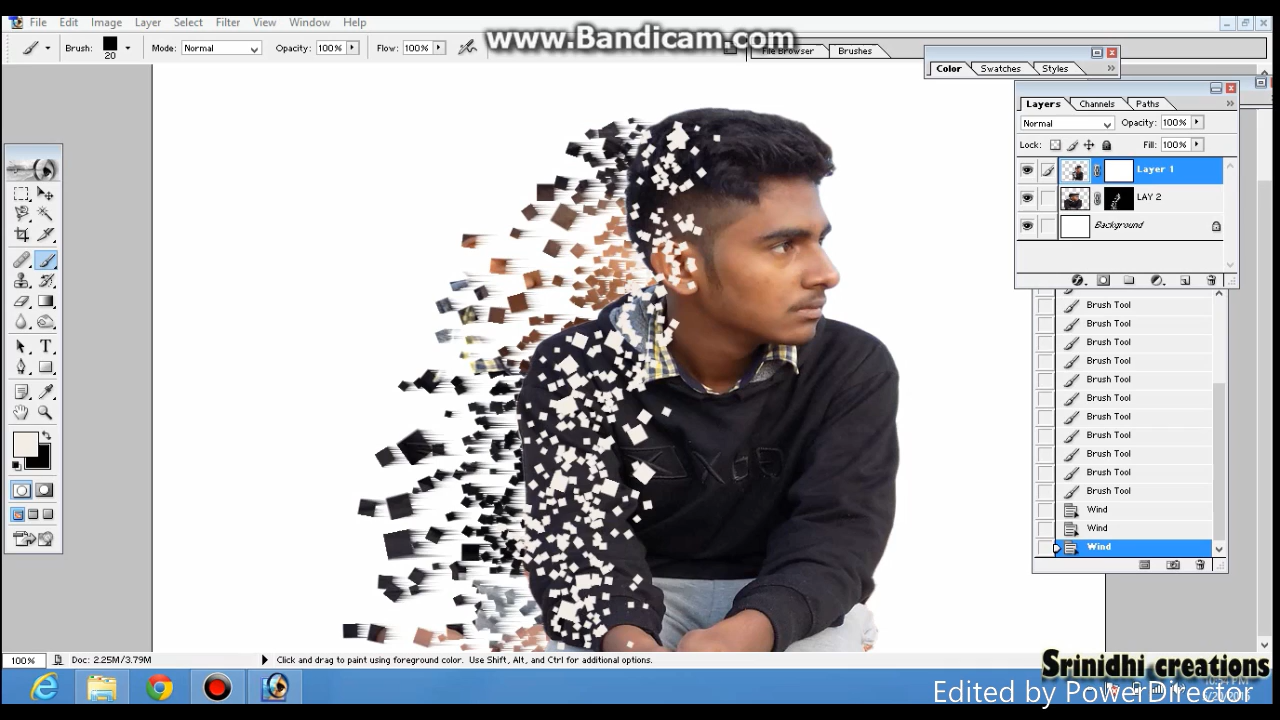 File Edit Image Layer Select Filter View Window Help
www.Bandicam.com
Brush: 20 Mode: Normal Opacity: 100% Flow: 100%
File Browser Brushes
Color Swatches Styles
Layers Channels Paths
Normal Opacity: 100%
Lock: Fill: 100%
Layer 1
LAY 2
Background
Brush Tool
Brush Tool
Brush Tool
Brush Tool
Brush Tool
Brush Tool
Brush Tool
Brush Tool
Brush Tool
Brush Tool
Brush Tool
Wind
Wind
Wind
100% Doc: 2.25M/3.79M Click and drag to paint using foreground color. Use Shift, Alt, and Ctrl for additional options.
Srinidhi creations
Edited by PowerDirector